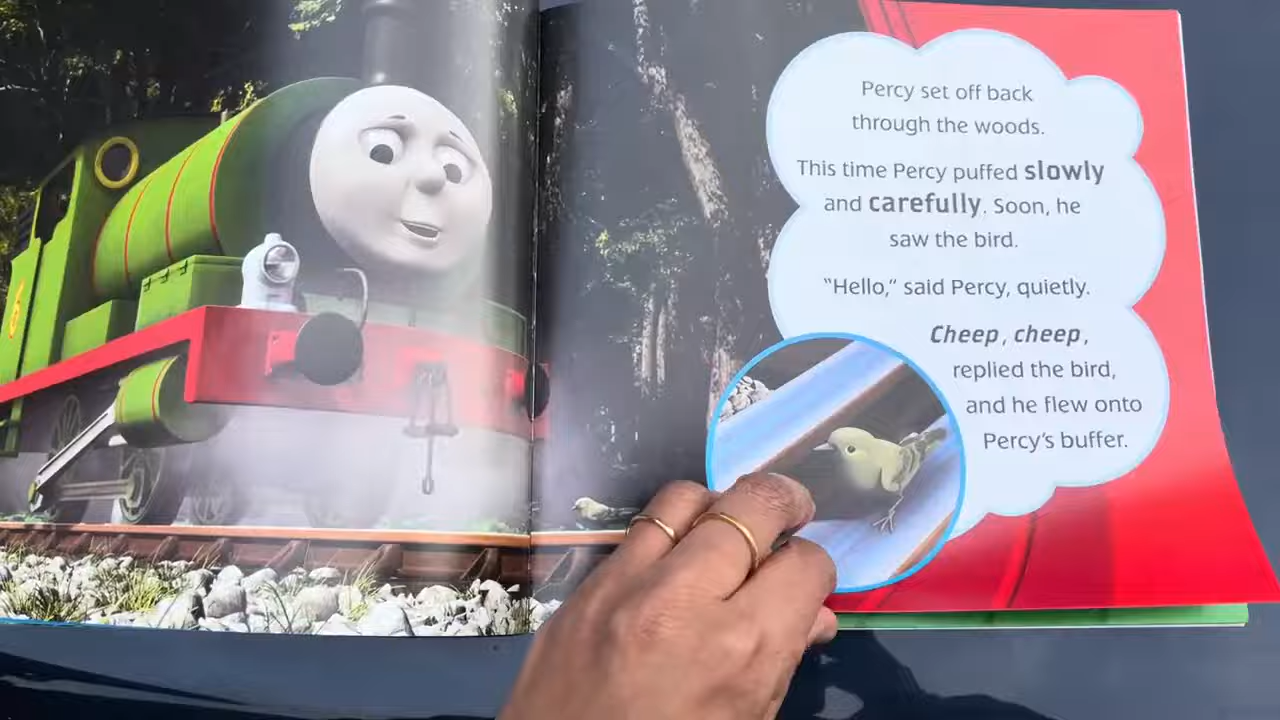 Percy set off back
through the woods.
This time Percy puffed slowly
and carefully. Soon, he
saw the bird.
“Hello,” said Percy, quietly.
Cheep, cheep,
replied the bird,
and he flew onto
Percy’s buffer.